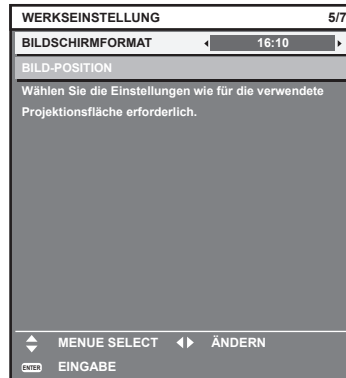 WERKSEINSTELLUNG 5/7
BILDSCHIRMFORMAT 16:10
BILD-POSITION
Wählen Sie die Einstellungen wie für die verwendete
Projektionsfläche erforderlich.
MENUE SELECT ÄNDERN
ENTER EINGABE